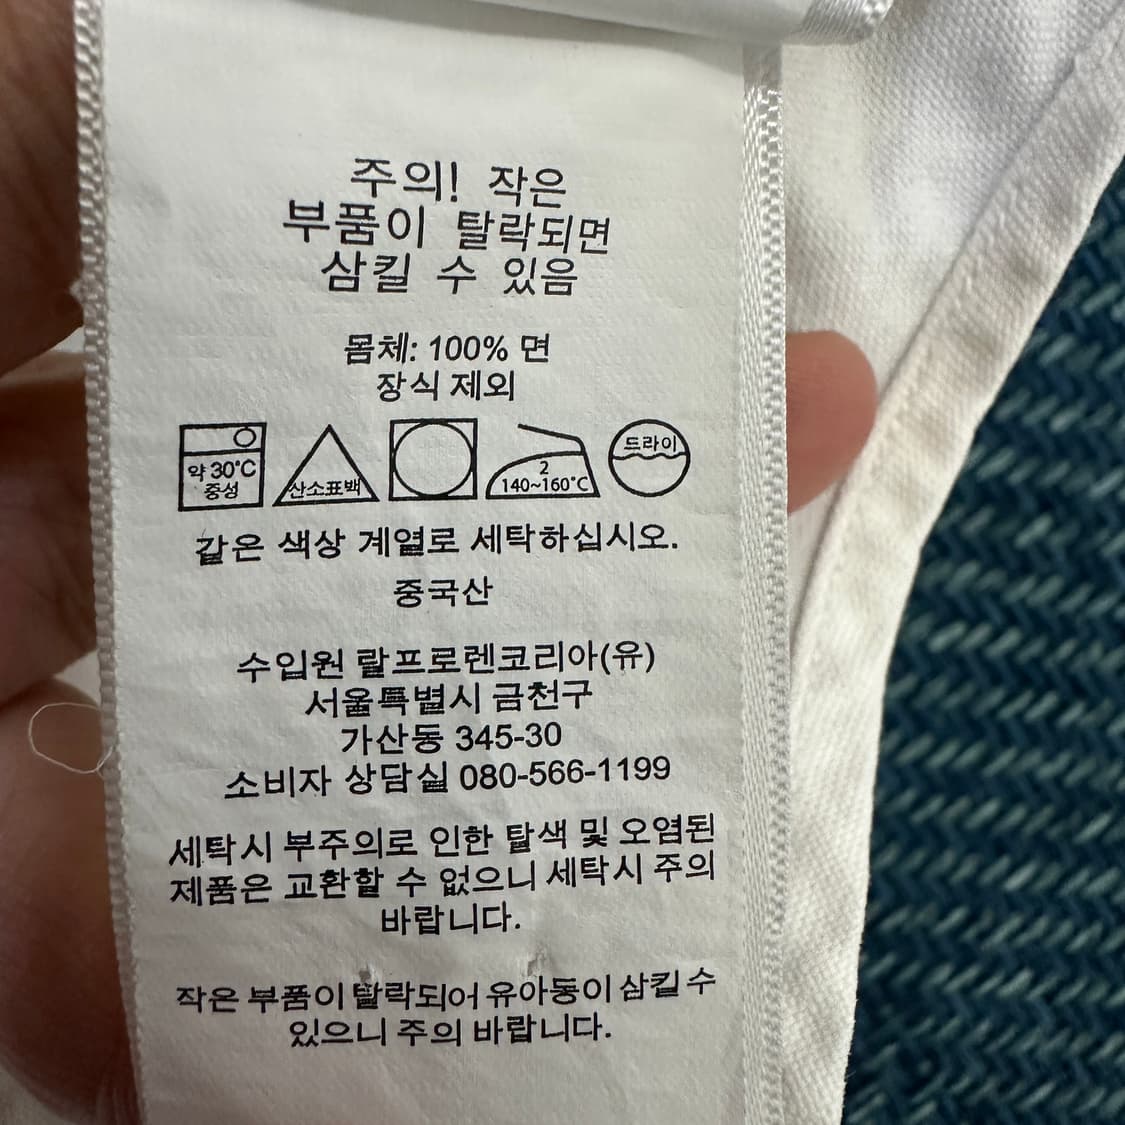 주의! 작은
부품이 탈락되면
삼킬 수 있음
몸체: 100% 면
장식 제외
약 30°C
중성
산소표백
2
140~160°C
드라이
같은 색상 계열로 세탁하십시오.
중국산
수입원 랄프로렌코리아(유)
서울특별시 금천구
가산동 345-30
소비자 상담실 080-566-1199
세탁시 부주의로 인한 탈색 및 오염된
제품은 교환할 수 없으니 세탁시 주의
바랍니다.
작은 부품이 탈락되어 유아동이 삼킬 수
있으니 주의 바랍니다.